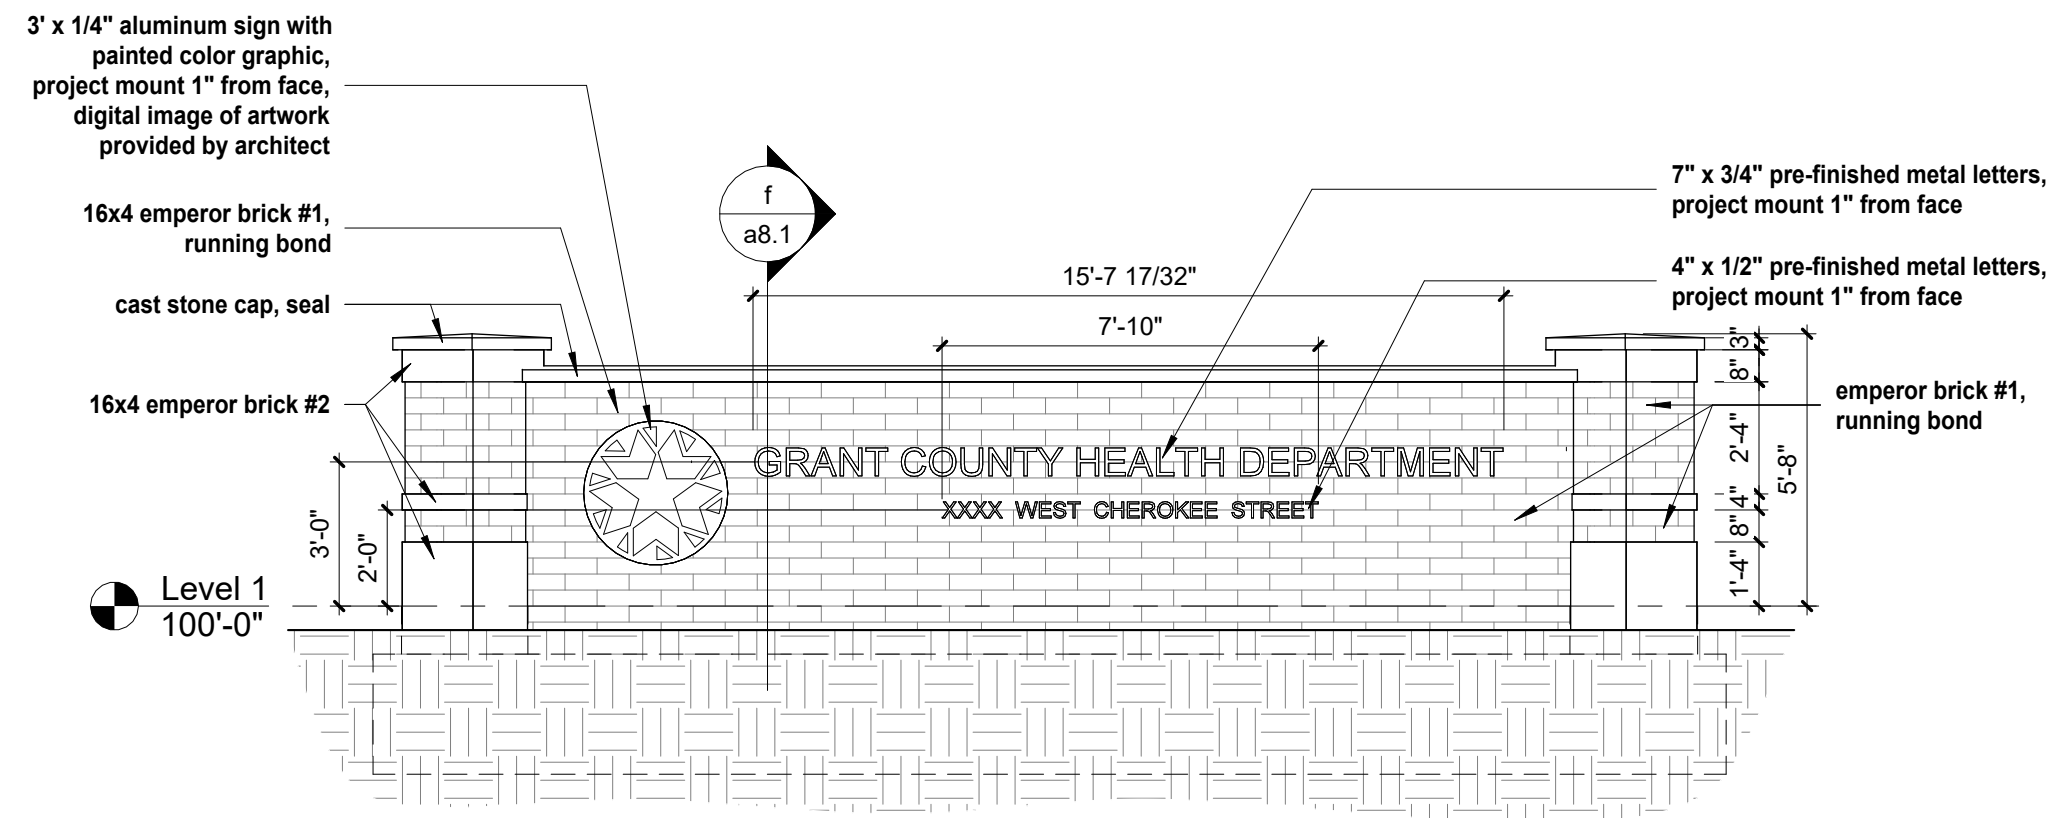 3' x 1/4" aluminum sign with
painted color graphic,
project mount 1" from face,
digital image of artwork
provided by architect
16x4 emperor brick #1,
running bond
cast stone cap, seal
16x4 emperor brick #2
f
a8.1
15'-7 17/32"
7'-10"
7" x 3/4" pre-finished metal letters,
project mount 1" from face
4" x 1/2" pre-finished metal letters,
project mount 1" from face
emperor brick #1,
running bond
GRANT COUNTY HEALTH DEPARTMENT
XXXX WEST CHEROKEE STREET
3'-0"
2'-0"
3"
8"
2'-4"
4"
8"
1'-4"
5'-8"
Level 1
100'-0"